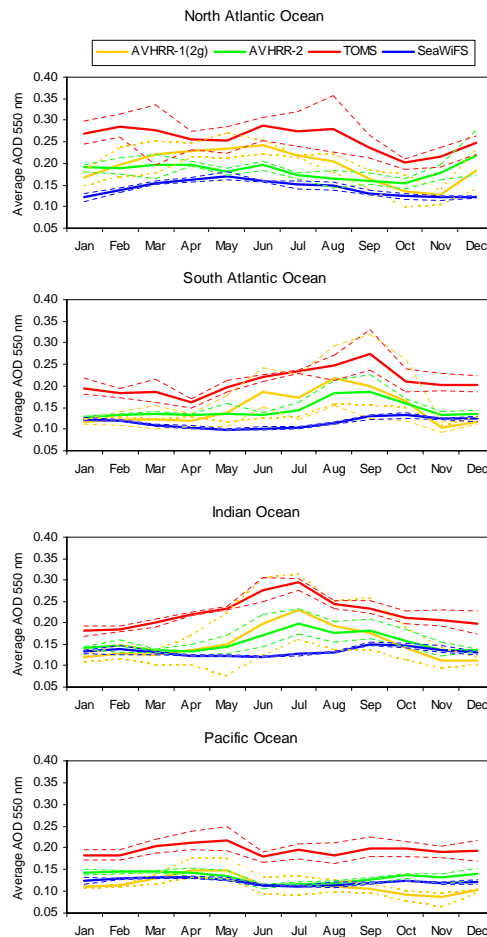 North Atlantic Ocean
AVHRR-1(2g) AVHRR-2 TOMS SeaWiFS
Average AOD 550 nm
0.40
0.35
0.30
0.25
0.20
0.15
0.10
0.05
Jan Feb Mar Apr May Jun Jul Aug Sep Oct Nov Dec
South Atlantic Ocean
Average AOD 550 nm
0.40
0.35
0.30
0.25
0.20
0.15
0.10
0.05
Jan Feb Mar Apr May Jun Jul Aug Sep Oct Nov Dec
Indian Ocean
Average AOD 550 nm
0.40
0.35
0.30
0.25
0.20
0.15
0.10
0.05
Jan Feb Mar Apr May Jun Jul Aug Sep Oct Nov Dec
Pacific Ocean
Average AOD 550 nm
0.40
0.35
0.30
0.25
0.20
0.15
0.10
0.05
Jan Feb Mar Apr May Jun Jul Aug Sep Oct Nov Dec